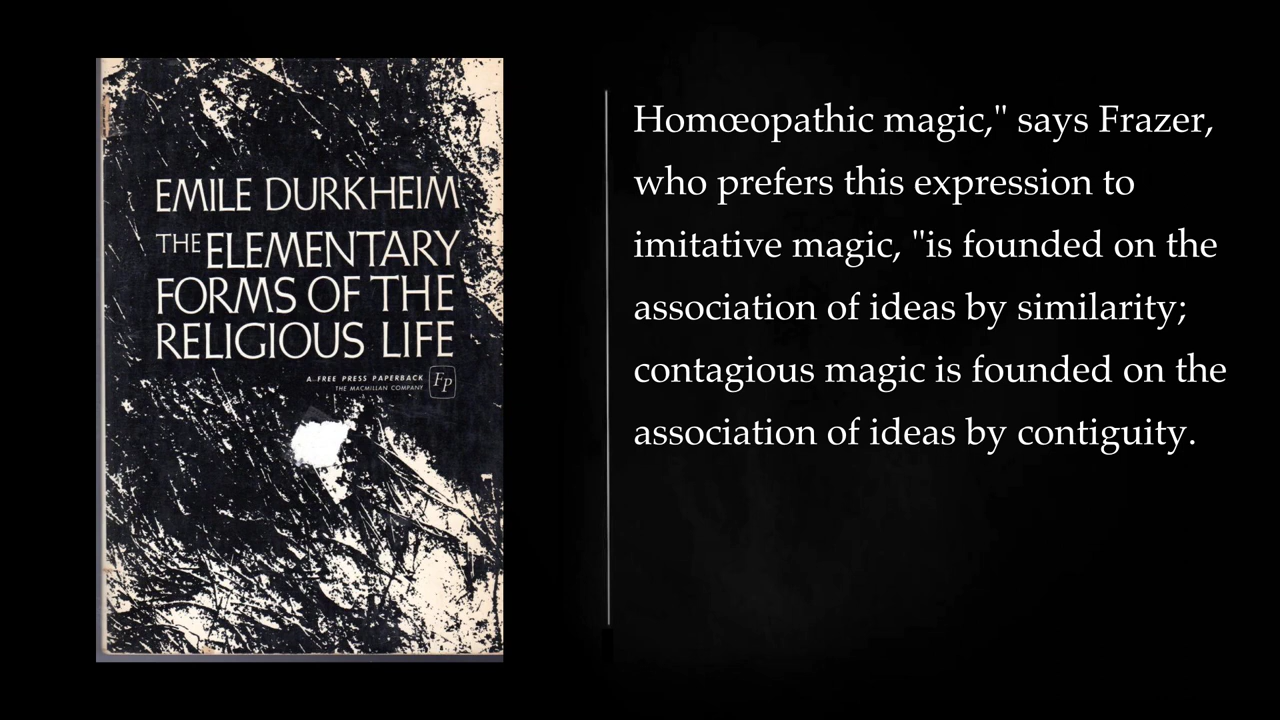 EMILE DURKHEIM
THE ELEMENTARY
FORMS OF THE
RELIGIOUS LIFE
A FREE PRESS PAPERBACK
THE MACMILLAN COMPANY
Fp
Homœopathic magic," says Frazer,
who prefers this expression to
imitative magic, "is founded on the
association of ideas by similarity;
contagious magic is founded on the
association of ideas by contiguity.